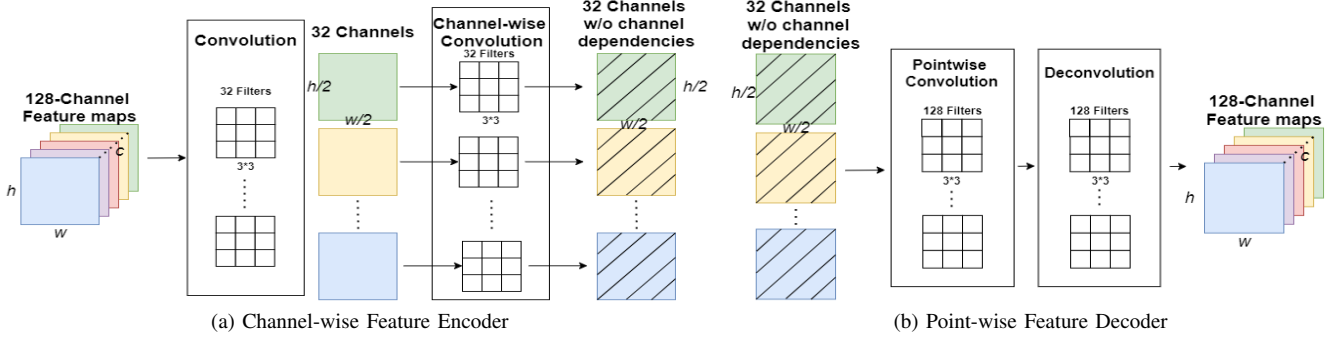 128-Channel
Feature maps
c
h
w
Convolution
32 Filters
3*3
32 Channels
h/2
w/2
Channel-wise
Convolution
32 Filters
3*3
32 Channels
w/o channel
dependencies
h/2
w/2
(a) Channel-wise Feature Encoder
32 Channels
w/o channel
dependencies
h/2
w/2
Pointwise
Convolution
128 Filters
3*3
Deconvolution
128 Filters
3*3
128-Channel
Feature maps
c
h
w
(b) Point-wise Feature Decoder